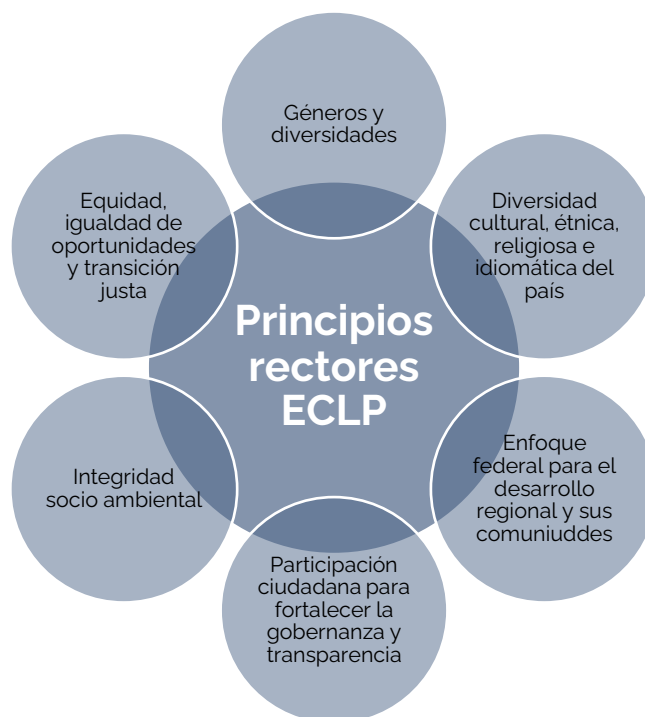 Géneros y
diversidades
Equidad,
igualdad de
oportunidades
y transición
justa
Diversidad
cultural, étnica,
religiosa e
idiomática del
país
Principios
rectores
ECLP
Integridad
socio ambiental
Enfoque
federal para el
desarrollo
regional y sus
comuniuddes
Participación
ciudadana para
fortalecer la
gobernanza y
transparencia